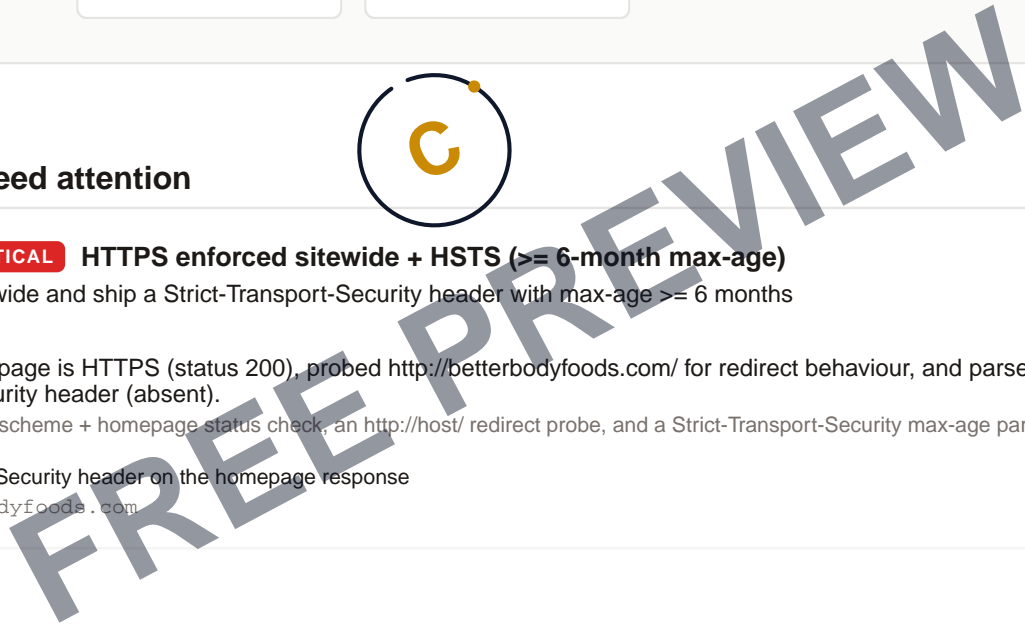 C
eed attention
TICAL HTTPS enforced sitewide + HSTS (>= 6-month max-age)
wide and ship a Strict-Transport-Security header with max-age >= 6 months
page is HTTPS (status 200), probed http://betterbodyfoods.com/ for redirect behaviour, and parse
urity header (absent).
scheme + homepage status check, an http://host/ redirect probe, and a Strict-Transport-Security max-age par
Security header on the homepage response
dyfoods.com
FREE PREVIEW